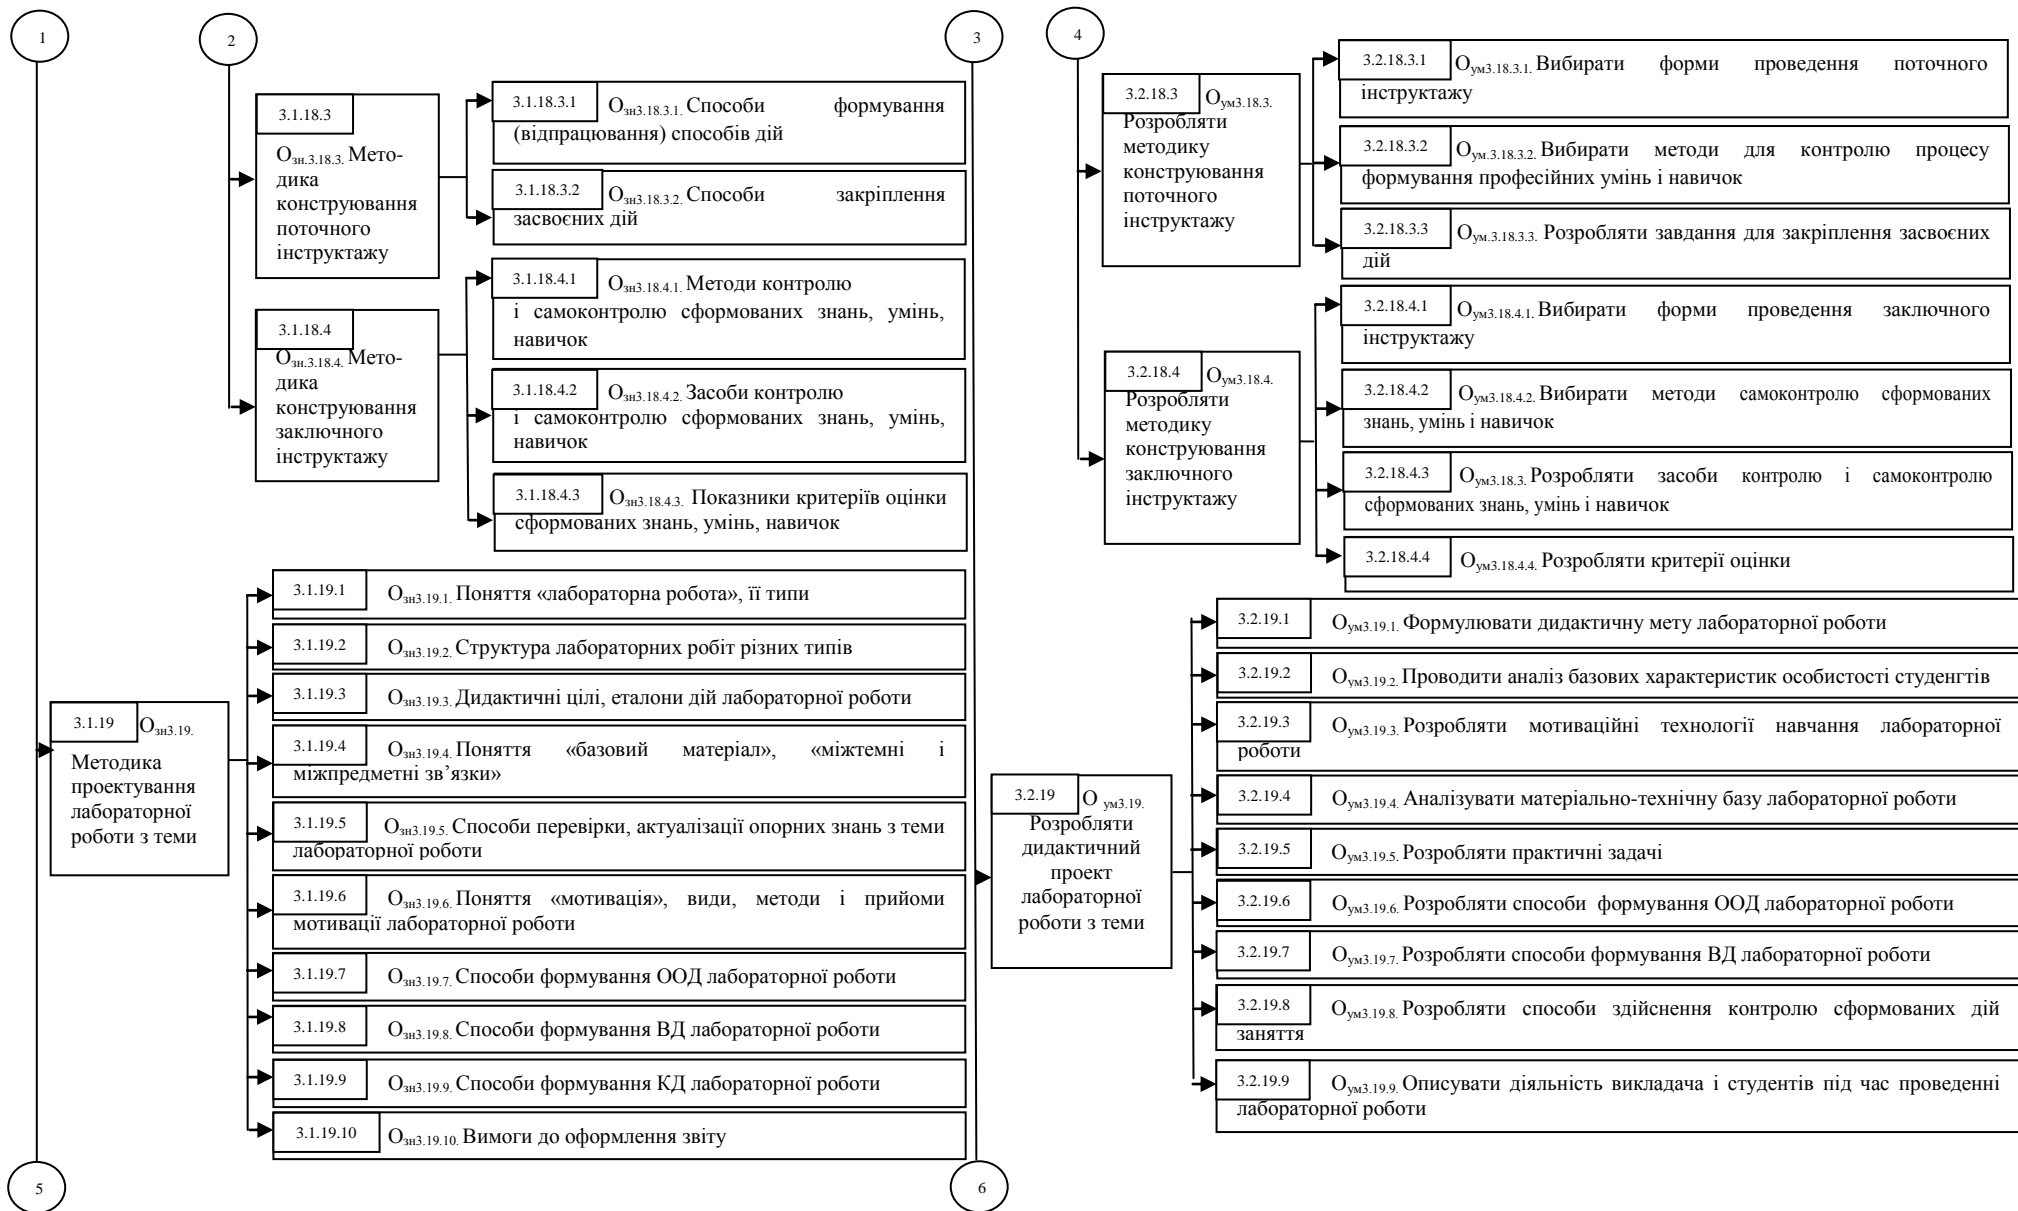 1
2
3.1.18.3
Озн.3.18.3. Мето-
дика
конструювання
поточного
інструктажу
3.1.18.3.1 Озн3.18.3.1. Способи формування
(відпрацювання) способів дій
3.1.18.3.2 Озн3.18.3.2. Способи закріплення
засвоєних дій
3.1.18.4
Озн.3.18.4. Мето-
дика
конструювання
заключного
інструктажу
3.1.18.4.1 Озн3.18.4.1. Методи контролю
і самоконтролю сформованих знань, умінь,
навичок
3.1.18.4.2 Озн3.18.4.2. Засоби контролю
і самоконтролю сформованих знань, умінь,
навичок
3.1.18.4.3 Озн3.18.4.3. Показники критеріїв оцінки
сформованих знань, умінь, навичок
3.1.19 Озн3.19.
Методика
проектування
лабораторної
роботи з теми
3.1.19.1 Озн3.19.1. Поняття «лабораторна робота», її типи
3.1.19.2 Озн3.19.2. Структура лабораторних робіт різних типів
3.1.19.3 Озн3.19.3. Дидактичні цілі, еталони дій лабораторної роботи
3.1.19.4 Озн3.19.4. Поняття «базовий матеріал», «міжтемні і
міжпредметні зв’язки»
3.1.19.5 Озн3.19.5. Способи перевірки, актуалізації опорних знань з теми
лабораторної роботи
3.1.19.6 Озн3.19.6. Поняття «мотивація», види, методи і прийоми
мотивації лабораторної роботи
3.1.19.7 Озн3.19.7. Способи формування ООД лабораторної роботи
3.1.19.8 Озн3.19.8. Способи формування ВД лабораторної роботи
3.1.19.9 Озн3.19.9. Способи формування КД лабораторної роботи
3.1.19.10 Озн3.19.10. Вимоги до оформлення звіту
5
3
4
3.2.18.3 Оум3.18.3.
Розробляти
методику
конструювання
поточного
інструктажу
3.2.18.3.1 Оум3.18.3.1. Вибирати форми проведення поточного
інструктажу
3.2.18.3.2 Оум.3.18.3.2. Вибирати методи для контролю процесу
формування професійних умінь і навичок
3.2.18.3.3 Оум.3.18.3.3. Розробляти завдання для закріплення засвоєних
дій
3.2.18.4 Оум3.18.4.
Розробляти
методику
конструювання
заключного
інструктажу
3.2.18.4.1 Оум3.18.4.1. Вибирати форми проведення заключного
інструктажу
3.2.18.4.2 Оум3.18.4.2. Вибирати методи самоконтролю сформованих
знань, умінь і навичок
3.2.18.4.3 Оум3.18.3. Розробляти засоби контролю і самоконтролю
сформованих знань, умінь і навичок
3.2.18.4.4 Оум3.18.4.4. Розробляти критерії оцінки
3.2.19 О ум3.19.
Розробляти
дидактичний
проект
лабораторної
роботи з теми
3.2.19.1 Оум3.19.1. Формулювати дидактичну мету лабораторної роботи
3.2.19.2 Оум3.19.2. Проводити аналіз базових характеристик особистості студенгтів
3.2.19.3 Оум3.19.3. Розробляти мотиваційні технології навчання лабораторної
роботи
3.2.19.4 Оум3.19.4. Аналізувати матеріально-технічну базу лабораторної роботи
3.2.19.5 Оум3.19.5. Розробляти практичні задачі
3.2.19.6 Оум3.19.6. Розробляти способи формування ООД лабораторної роботи
3.2.19.7 Оум3.19.7. Розробляти способи формування ВД лабораторної роботи
3.2.19.8 Оум3.19.8. Розробляти способи здійснення контролю сформованих дій
заняття
3.2.19.9 Оум3.19.9. Описувати діяльність викладача і студентів під час проведенні
лабораторної роботи
6